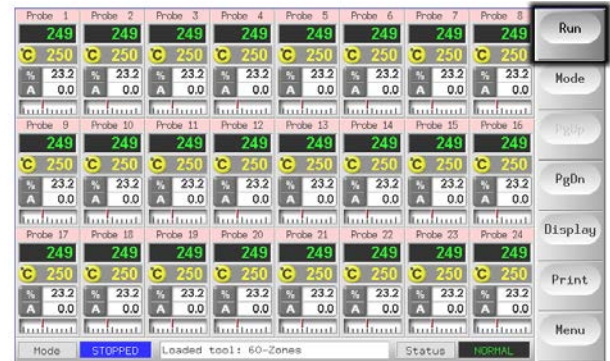 Probe 1 Probe 2 Probe 3 Probe 4 Probe 5 Probe 6 Probe 7 Probe 8 Run
249 249 249 249 249 249 249 249
°C 250 °C 250 °C 250 °C 250 °C 250 °C 250 °C 250 °C 250
% 23.2 % 23.2 % 23.2 % 23.2 % 23.2 % 23.2 % 23.2 % 23.2 Mode
A 0.0 A 0.0 A 0.0 A 0.0 A 0.0 A 0.0 A 0.0 A 0.0
Probe 9 Probe 10 Probe 11 Probe 12 Probe 13 Probe 14 Probe 15 Probe 16 PgUp
249 249 249 249 249 249 249 249
°C 250 °C 250 °C 250 °C 250 °C 250 °C 250 °C 250 °C 250
% 23.2 % 23.2 % 23.2 % 23.2 % 23.2 % 23.2 % 23.2 % 23.2 PgDn
A 0.0 A 0.0 A 0.0 A 0.0 A 0.0 A 0.0 A 0.0 A 0.0
Probe 17 Probe 18 Probe 19 Probe 20 Probe 21 Probe 22 Probe 23 Probe 24 Display
249 249 249 249 249 249 249 249
°C 250 °C 250 °C 250 °C 250 °C 250 °C 250 °C 250 °C 250 Print
% 23.2 % 23.2 % 23.2 % 23.2 % 23.2 % 23.2 % 23.2 % 23.2
A 0.0 A 0.0 A 0.0 A 0.0 A 0.0 A 0.0 A 0.0 A 0.0
Mode STOPPED Loaded tool: 60-Zones Status NORMAL Menu